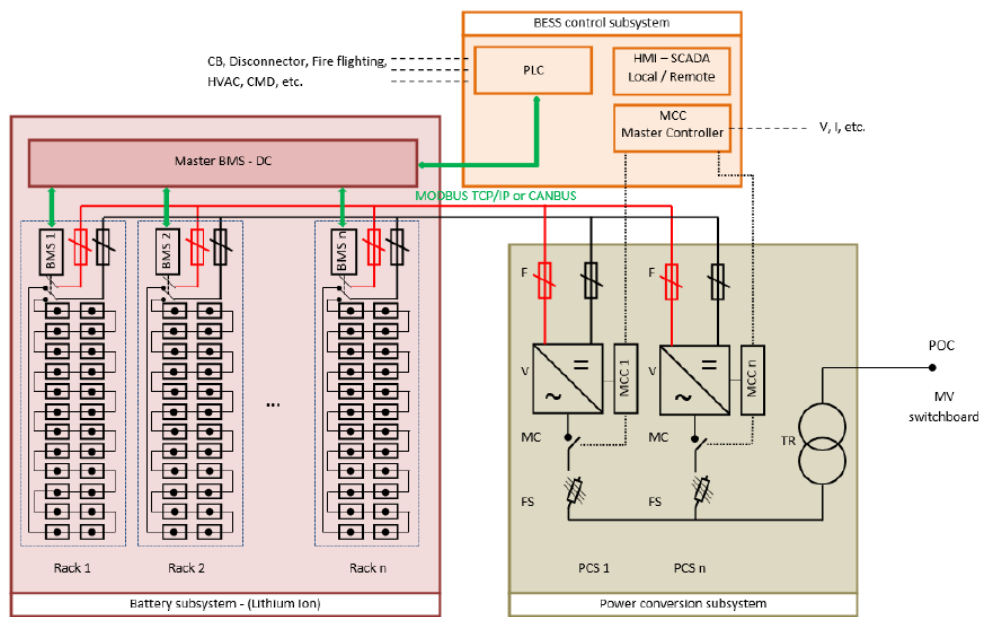 BESS control subsystem
CB, Disconnector, Fire flighting,
HVAC, CMD, etc.
PLC
HMI – SCADA
Local / Remote
MCC
Master Controller
V, I, etc.
Master BMS - DC
MODBUS TCP/IP or CANBUS
BMS 1
BMS 2
BMS n
...
Rack 1
Rack 2
Rack n
Battery subsystem - (Lithium Ion)
F
F
V
V
MCC 1
MCC n
MC
MC
FS
FS
TR
POC
MV
switchboard
PCS 1
PCS n
Power conversion subsystem